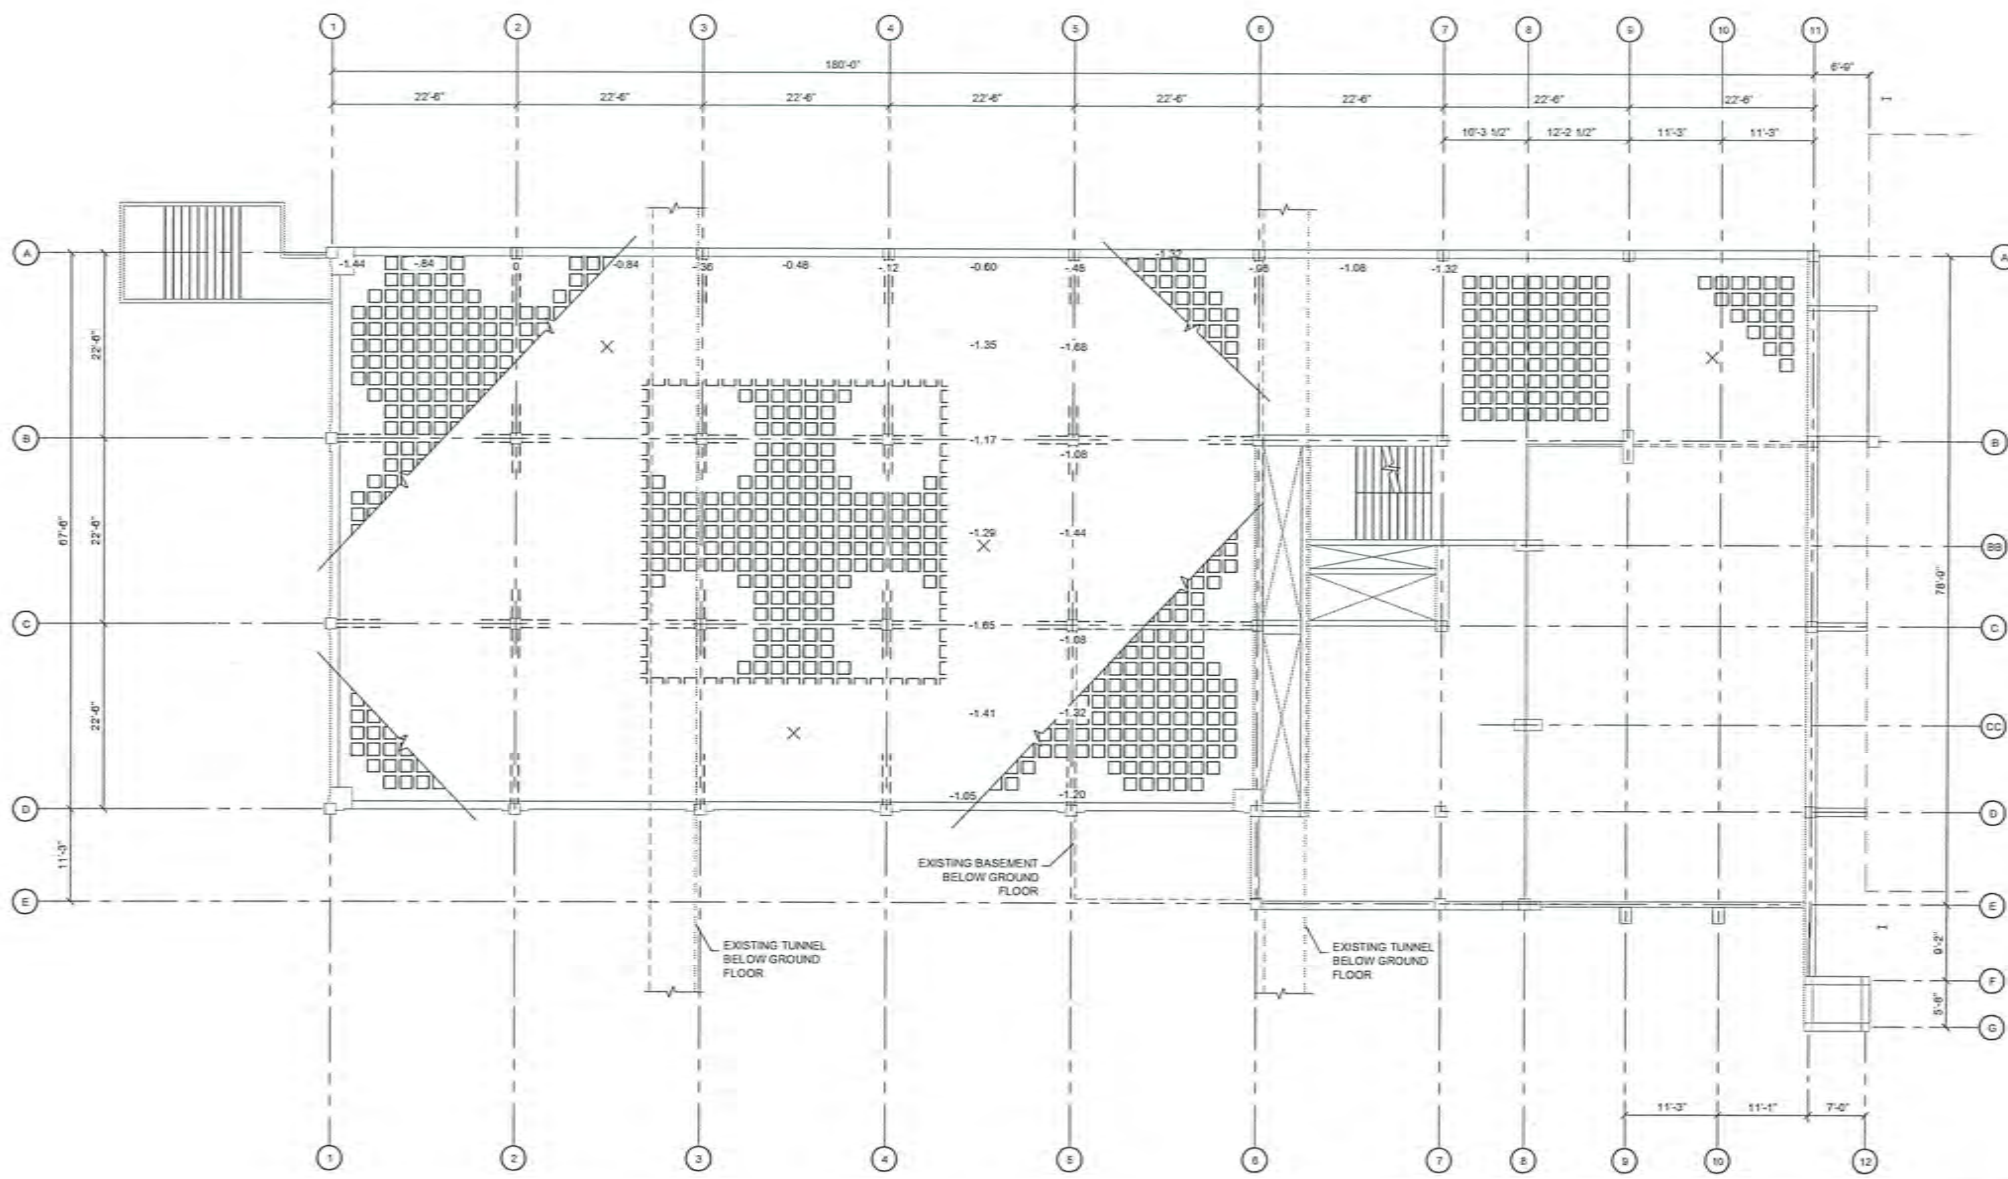 1 2 3 4 5 6 7 8 9 10 11
180'-0" 6'-9"
22'-6" 22'-6" 22'-6" 22'-6" 22'-6" 22'-6" 22'-6" 22'-6"
10'-3 1/2" 12'-2 1/2" 11'-3" 11'-3"
A A
-1.44 -.84 0 -0.84 -.36 -0.48 -.12 -0.60 -.48 -1.32 -.96 -1.08 -1.32
22'-6"
-1.35 -1.68
B B
-1.17
-1.08
67'-6" 22'-6"
-1.29 -1.44
BB
78'-0"
C C
-1.65
-1.08
22'-6"
-1.41 -1.32
CC
-1.05 -1.20
D D
11'-3"
EXISTING BASEMENT
BELOW GROUND
FLOOR
E E
EXISTING TUNNEL
BELOW GROUND
FLOOR
EXISTING TUNNEL
BELOW GROUND
FLOOR
9'-2"
F
5'-8"
G
11'-3" 11'-1" 7'-0"
1 2 3 4 5 6 7 8 9 10 12